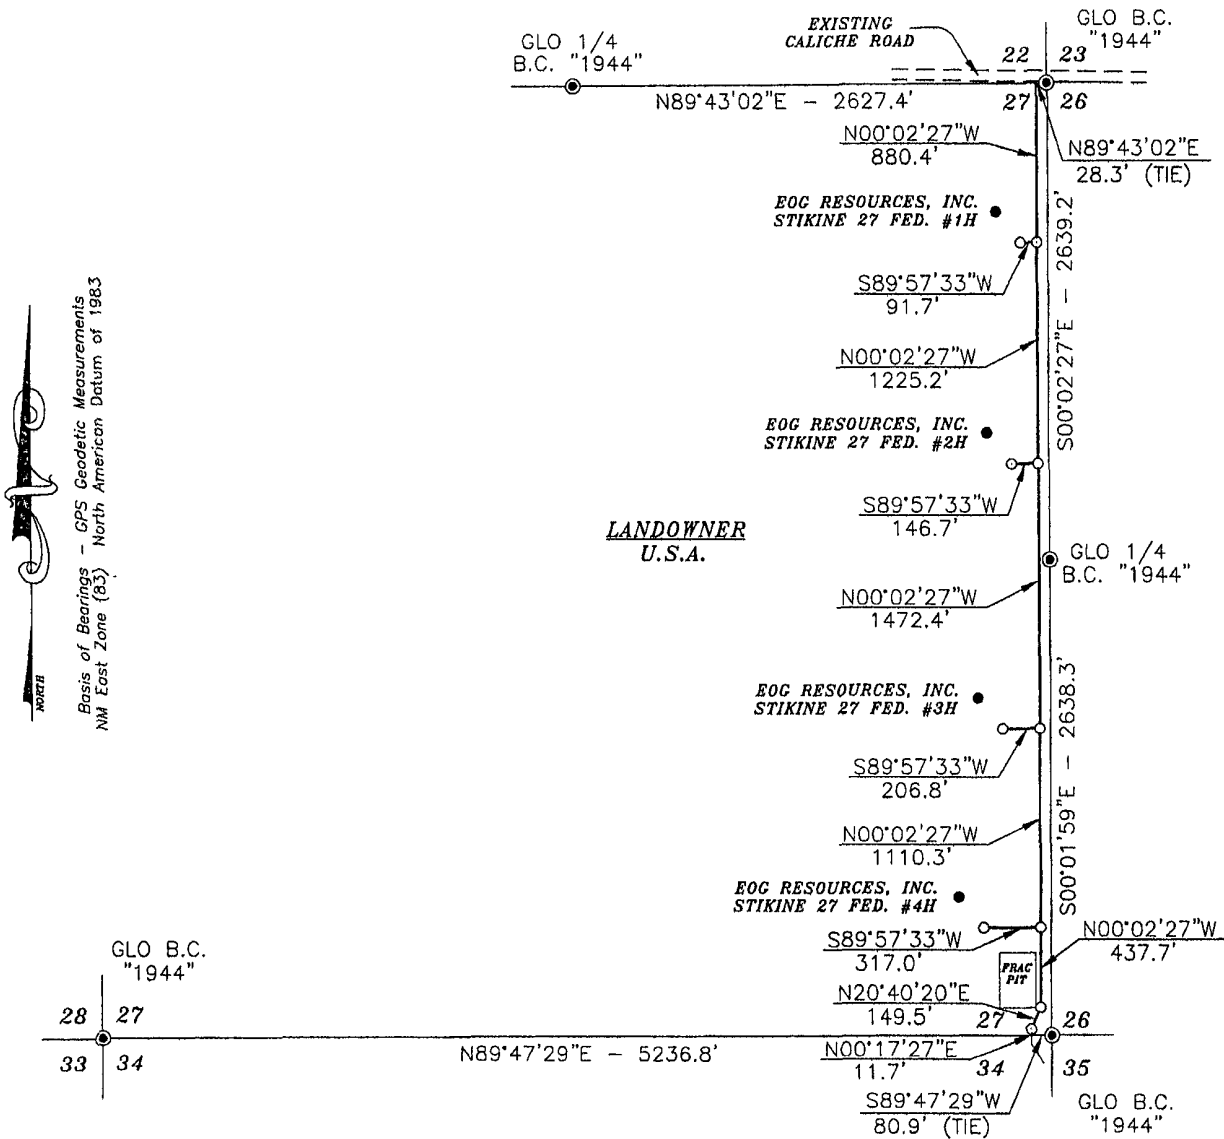 EXISTING
CALICHE ROAD
GLO B.C.
"1944"
GLO 1/4
B.C. "1944"
22
23
27
26
N89°43'02"E - 2627.4'
N00°02'27"W
880.4'
N89°43'02"E
28.3' (TIE)
EOG RESOURCES, INC.
STIKINE 27 FED. #1H
S89°57'33"W
91.7'
S00°02'27"E - 2639.2'
N00°02'27"W
1225.2'
EOG RESOURCES, INC.
STIKINE 27 FED. #2H
S89°57'33"W
146.7'
LANDOWNER
U.S.A.
GLO 1/4
B.C. "1944"
N00°02'27"W
1472.4'
Basis of Bearings - GPS Geodetic Measurements
NM East Zone (83) North American Datum of 1983
NORTH
EOG RESOURCES, INC.
STIKINE 27 FED. #3H
S89°57'33"W
206.8'
S00°01'59"E - 2638.3'
N00°02'27"W
1110.3'
EOG RESOURCES, INC.
STIKINE 27 FED. #4H
S89°57'33"W
317.0'
N00°02'27"W
437.7'
FRAC
PIT
N20°40'20"E
149.5'
GLO B.C.
"1944"
28
27
33
34
N89°47'29"E - 5236.8'
27
26
34
35
N00°17'27"E
11.7'
S89°47'29"W
80.9' (TIE)
GLO B.C.
"1944"